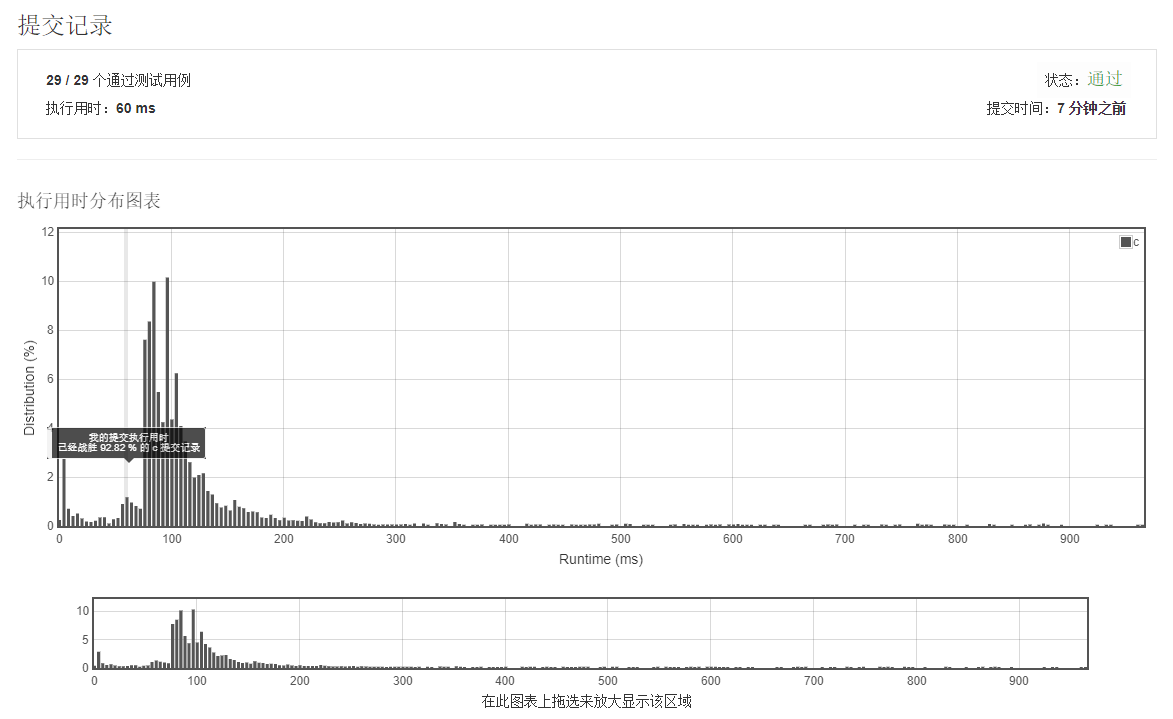 提交记录
29 / 29 个通过测试用例
状态：通过
执行用时：60 ms
提交时间：7 分钟之前
执行用时分布图表
12
10
8
6
4
2
0
Distribution (%)
c
我的提交执行用时
已经战胜 92.82 % 的 c 提交记录
0 100 200 300 400 500 600 700 800 900
Runtime (ms)
10
5
0
0 100 200 300 400 500 600 700 800 900
在此图表上拖选来放大显示该区域